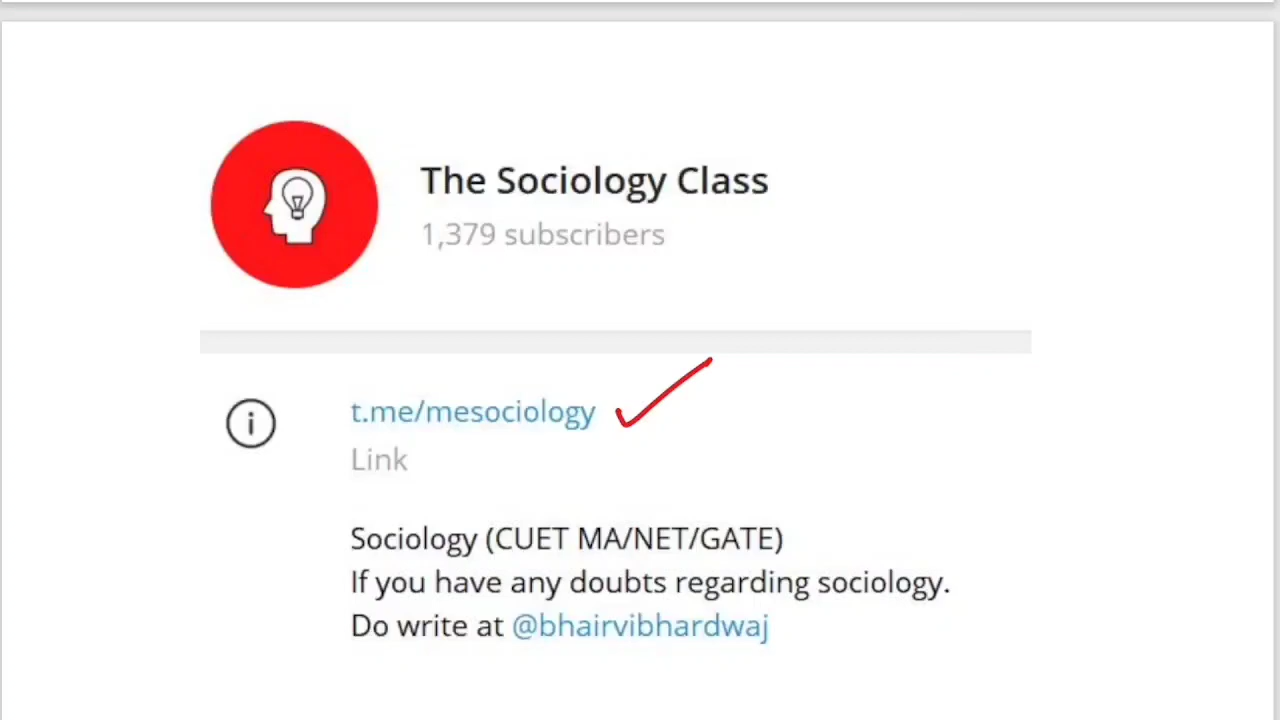 The Sociology Class
1,379 subscribers
t.me/mesociology
Link
Sociology (CUET MA/NET/GATE)
If you have any doubts regarding sociology.
Do write at @bhairvibhardwaj